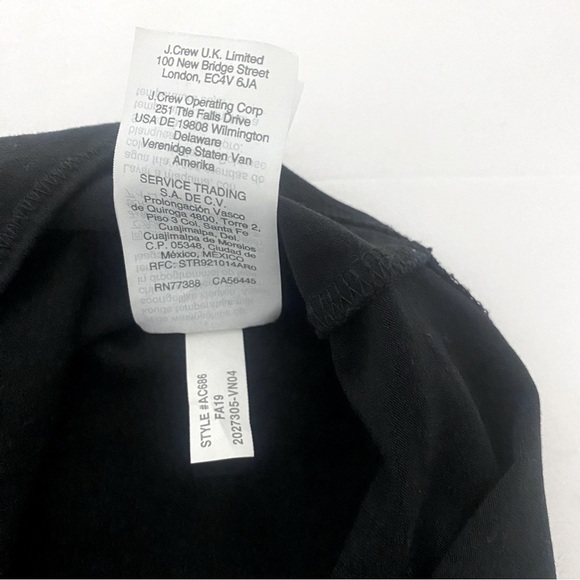 J.Crew U.K. Limited
100 New Bridge Street
London, EC4V 6JA
J.Crew Operating Corp
251 Ttle Falls Drive
USA DE 19808 Wilmington
Delaware
Verenidge Staten Van
Amerika
SERVICE TRADING
S.A. DE C.V.
Prolongación Vasco
de Quiroga 4800, Torre 2,
Piso 3 Col. Santa Fe
Cuajimalpa, Del.
Cuajimalpa de Morelos
C.P. 05348, Ciudad de
México, MÉXICO.
RFC: STR921014AR0
RN77388 CA56445
STYLE #AC686
FA19
2027305-VN04